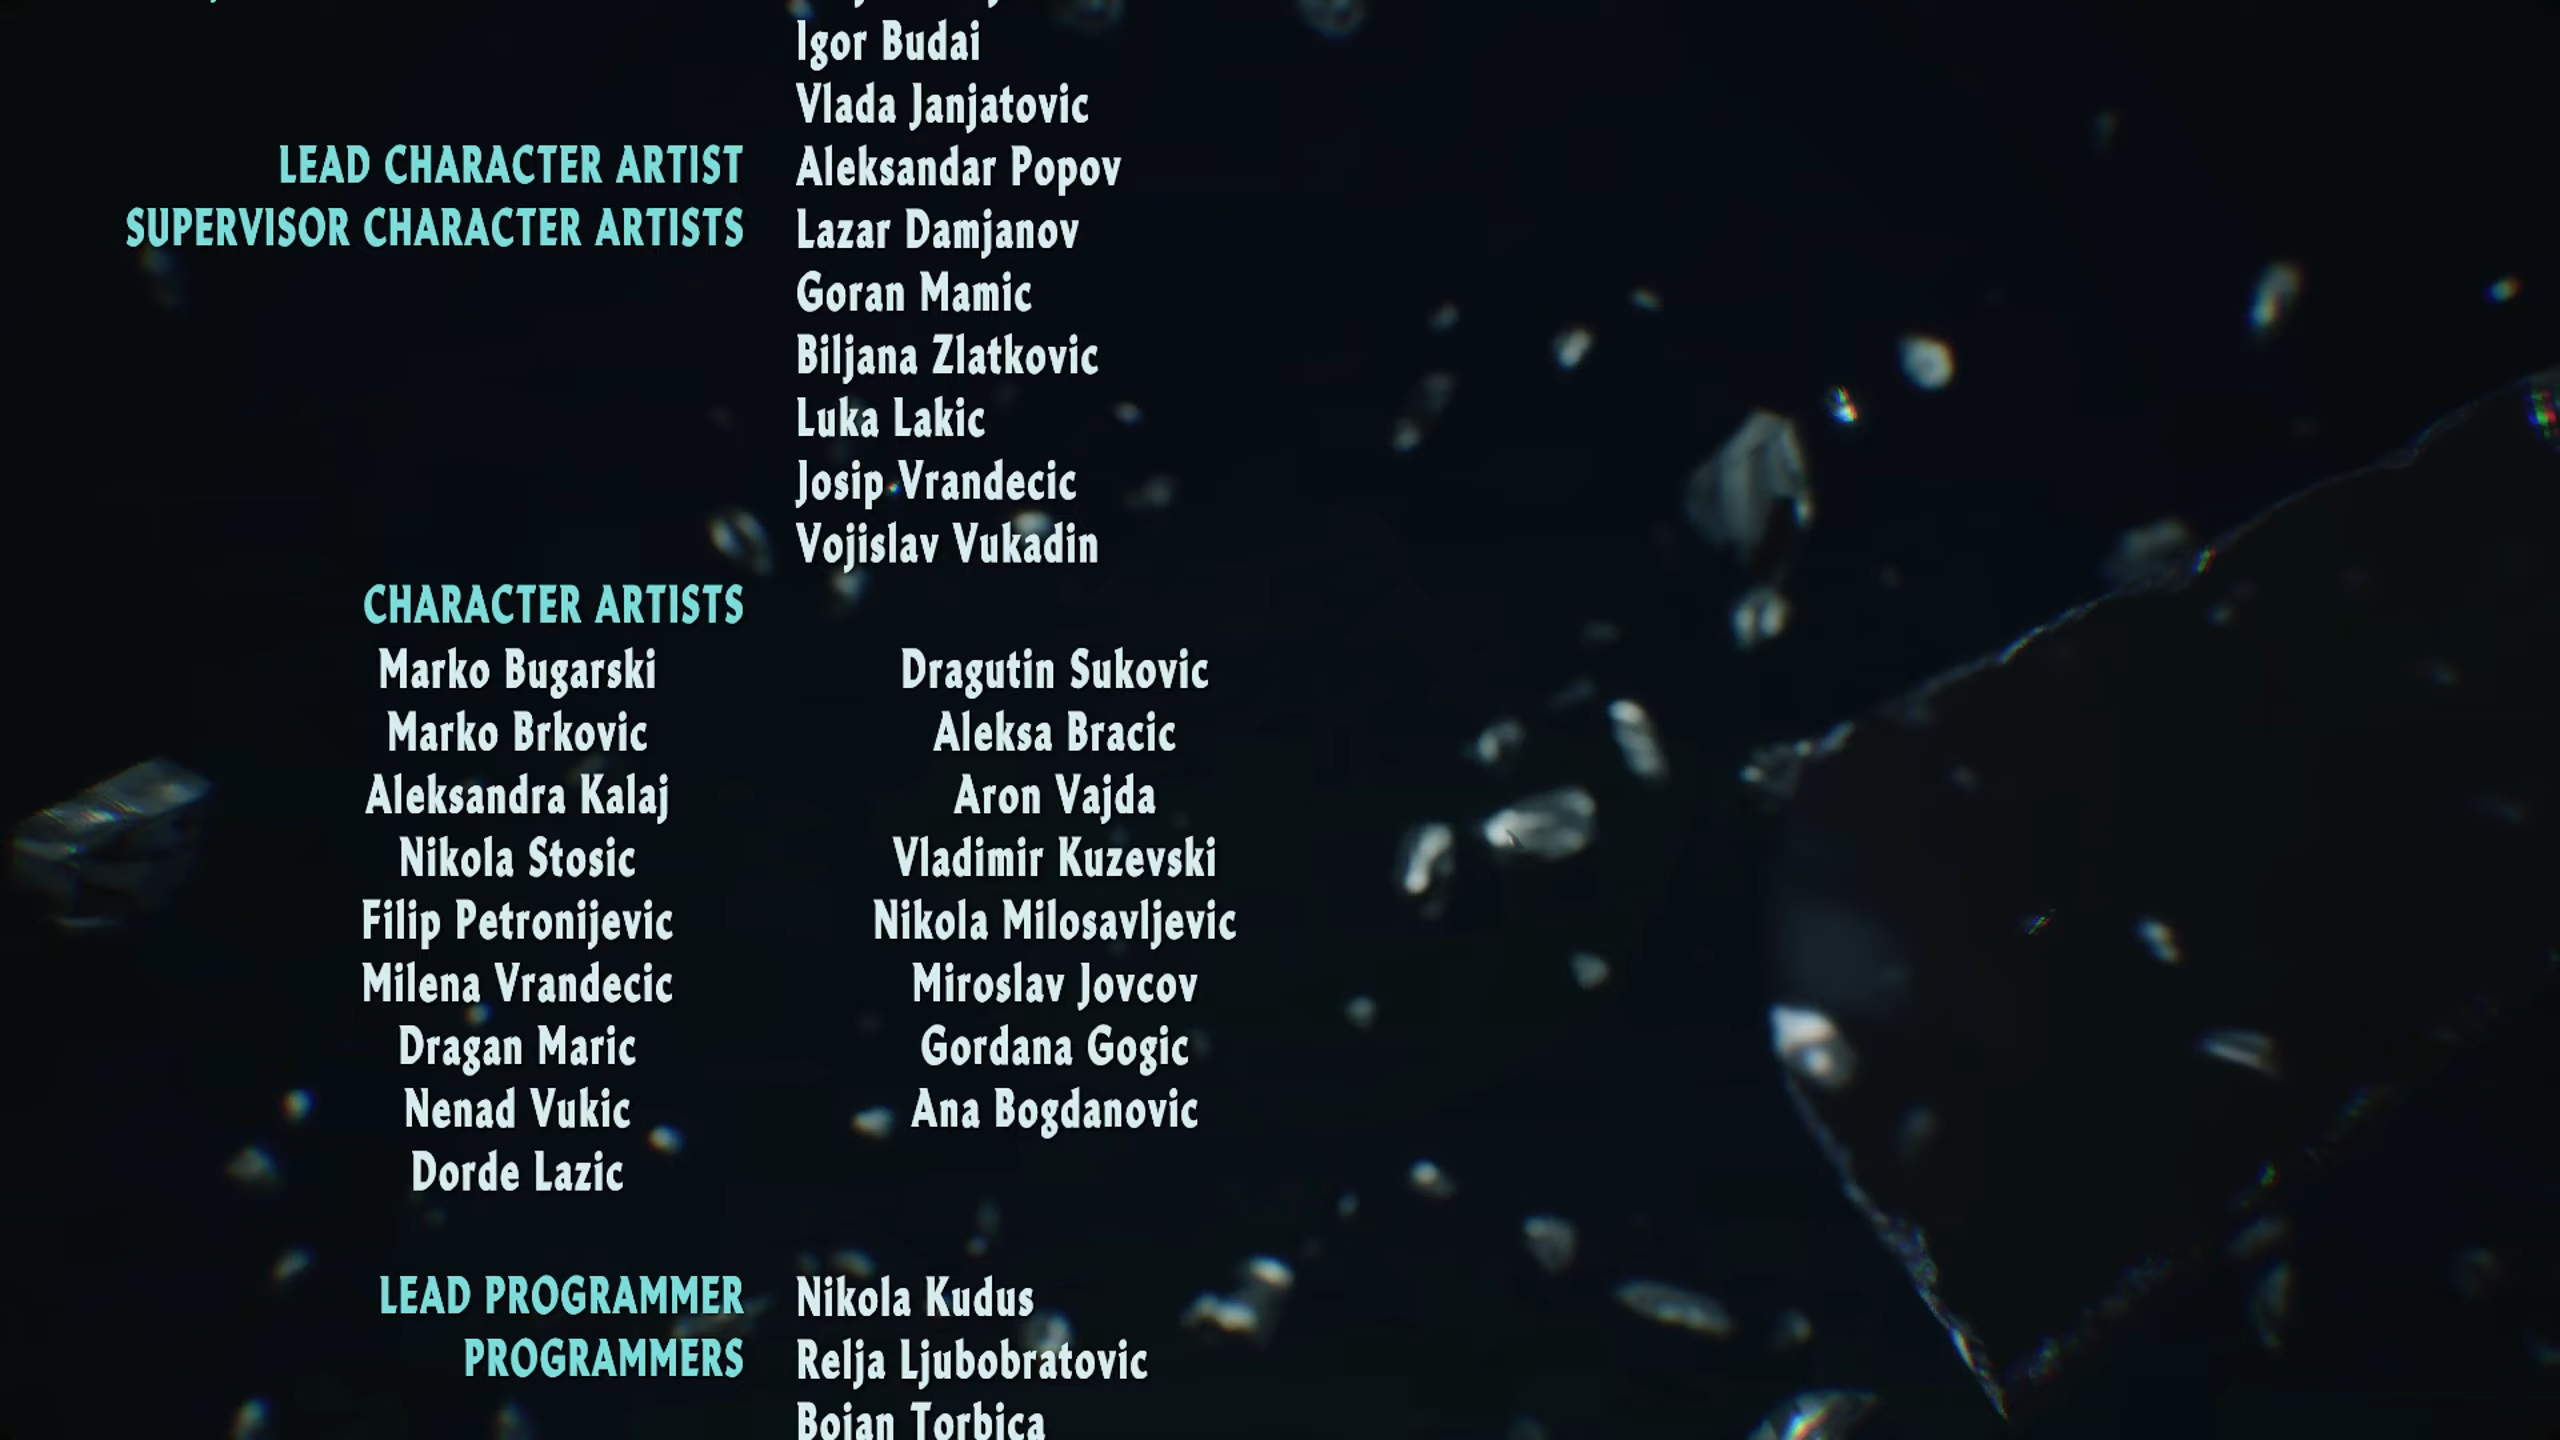 Igor Budai
Vlada Janjatovic
LEAD CHARACTER ARTIST Aleksandar Popov
SUPERVISOR CHARACTER ARTISTS Lazar Damjanov
Goran Mamic
Biljana Zlatkovic
Luka Lakic
Josip Vrandecic
Vojislav Vukadin
CHARACTER ARTISTS
Marko Bugarski Dragutin Sukovic
Marko Brkovic Aleksa Bracic
Aleksandra Kalaj Aron Vajda
Nikola Stosic Vladimir Kuzevski
Filip Petronijevic Nikola Milosavljevic
Milena Vrandecic Miroslav Jovcov
Dragan Maric Gordana Gogic
Nenad Vukic Ana Bogdanovic
Dorde Lazic
LEAD PROGRAMMER Nikola Kudus
PROGRAMMERS Relja Ljubobratovic
Bojan Torbica